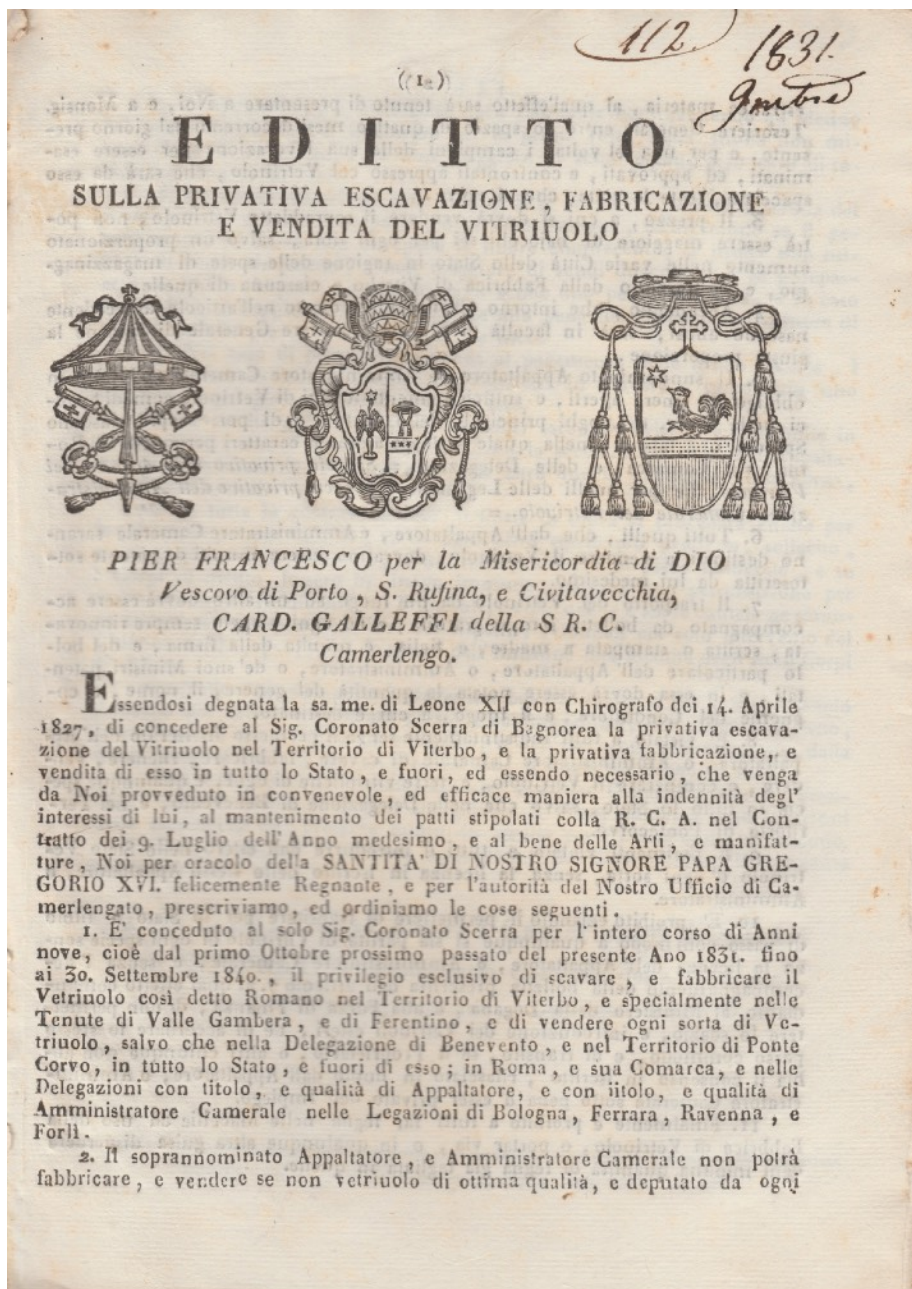 112.
1831.
(1.)
EDITTO
SULLA PRIVATIVA ESCAVAZIONE, FABRICAZIONE
E VENDITA DEL VITRIUOLO
PIER FRANCESCO per la Misericordia di DIO
Vescovo di Porto, S. Rufina, e Civitavecchia,
CARD. GALLEFFI della S R. C.
Camerlengo.
Essendosi degnata la sa. me. di Leone XII con Chirografo dei 14. Aprile
1827, di concedere al Sig. Coronato Scerra di Bagnorea la privativa escava-
zione del Vitriuolo nel Territorio di Viterbo, e la privativa fabbricazione, e
vendita di esso in tutto lo Stato, e fuori, ed essendo necessario, che venga
da Noi provveduto in convenevole, ed efficace maniera alla indennità degl'
interessi di lui, al mantenimento dei patti stipolati colla R. C. A. nel Con-
tratto dei 9. Luglio dell'Anno medesimo, e al bene delle Arti, e manifat-
ture, Noi per oracolo della SANTITA' DI NOSTRO SIGNORE PAPA GRE-
GORIO XVI. felicemente Regnante, e per l'autorità del Nostro Ufficio di Ca-
merlengato, prescriviamo, ed ordiniamo le cose seguenti.
1. E' conceduto al solo Sig. Coronato Scerra per l'intero corso di Anni
nove, cioè dal primo Ottobre prossimo passato del presente Ano 1831. fino
ai 30. Settembre 1840., il privilegio esclusivo di scavare, e fabbricare il
Vetriuolo così detto Romano nel Territorio di Viterbo, e specialmente nelle
Tenute di Valle Gambera, e di Ferentino, e di vendere ogni sorta di Ve-
triuolo, salvo che nella Delegazione di Benevento, e nel Territorio di Ponte
Corvo, in tutto lo Stato, e fuori di esso; in Roma, e sua Comarca, e nelle
Delegazioni con titolo, e qualità di Appaltatore, e con iitolo, e qualità di
Amministratore Camerale nelle Legazioni di Bologna, Ferrara, Ravenna, e
Forlì.
2. Il soprannominato Appaltatore, e Amministratore Camerale non potrà
fabbricare, e vendere se non vetriuolo di ottima qualità, e deputato da ogni